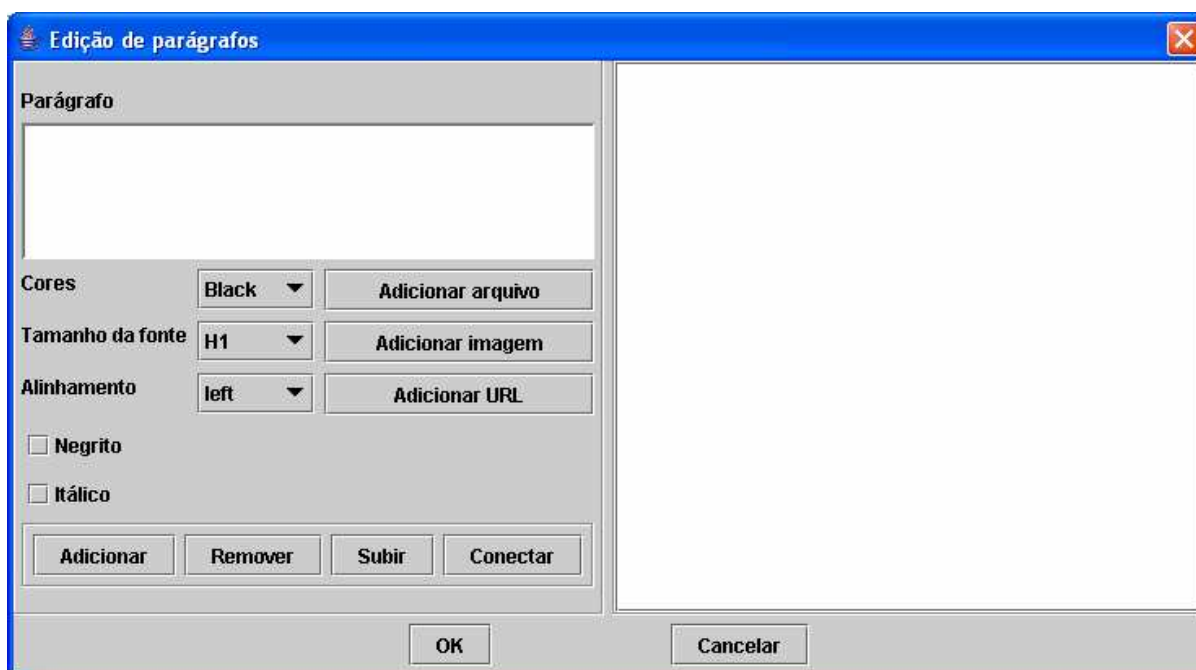 Edição de parágrafos
Parágrafo
Cores
Black
Adicionar arquivo
Tamanho da fonte
H1
Adicionar imagem
Alinhamento
left
Adicionar URL
Negrito
Itálico
Adicionar
Remover
Subir
Conectar
OK
Cancelar